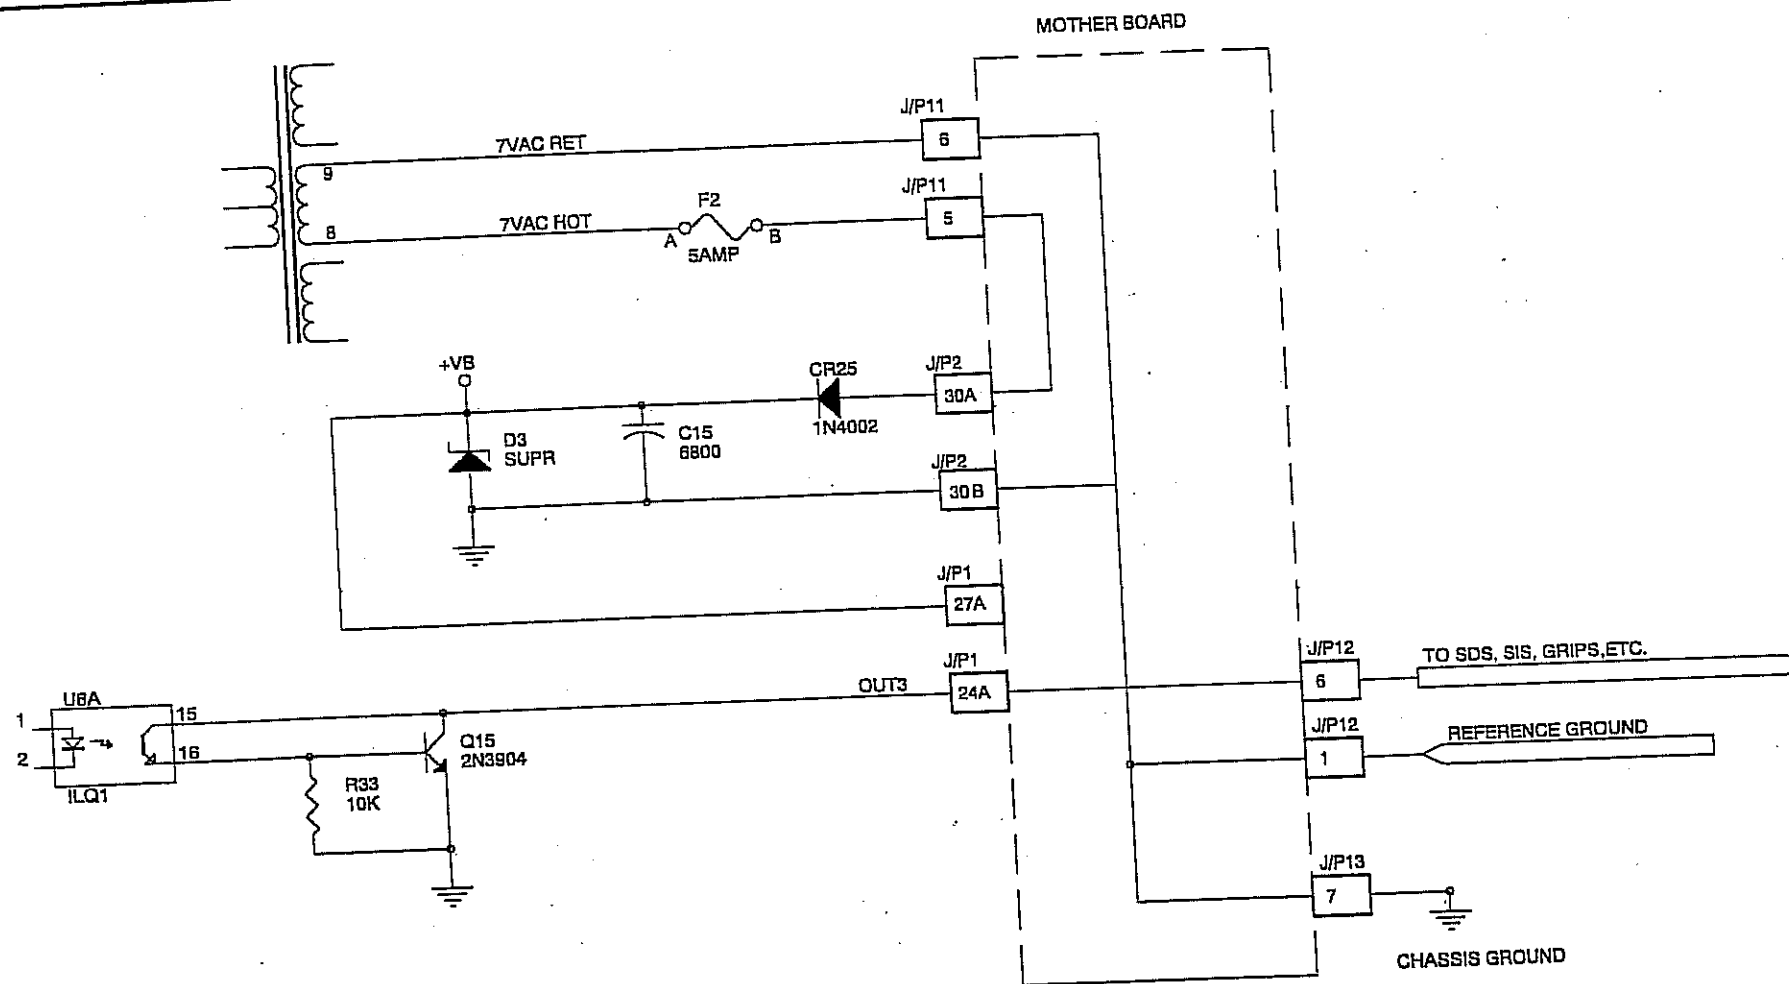 MOTHER BOARD
J/P11
6
7VAC RET
9
J/P11
5
F2
7VAC HOT
8
A
B
5AMP
+VB
CR25
J/P2
30A
1N4002
D3
SUPR
C15
6800
J/P2
30B
J/P1
27A
J/P1
24A
OUT3
J/P12
6
TO SDS, SIS, GRIPS,ETC.
U8A
1
2
15
16
ILQ1
Q15
2N3904
R33
10K
J/P12
1
REFERENCE GROUND
J/P13
7
CHASSIS GROUND